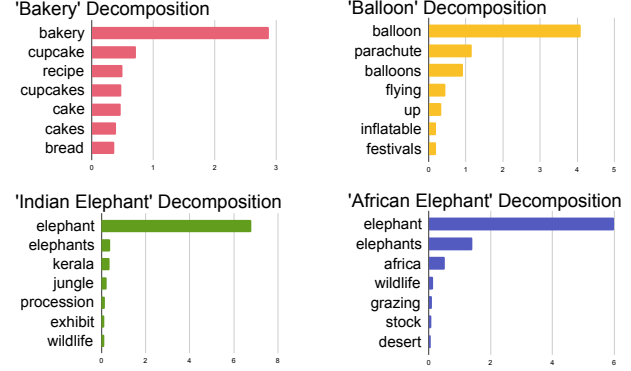 'Bakery' Decomposition
bakery
cupcake
recipe
cupcakes
cake
cakes
bread
0 1 2 3
'Balloon' Decomposition
balloon
parachute
balloons
flying
up
inflatable
festivals
0 1 2 3 4 5
'Indian Elephant' Decomposition
elephant
elephants
kerala
jungle
procession
exhibit
wildlife
0 2 4 6 8
'African Elephant' Decomposition
elephant
elephants
africa
wildlife
grazing
stock
desert
0 2 4 6